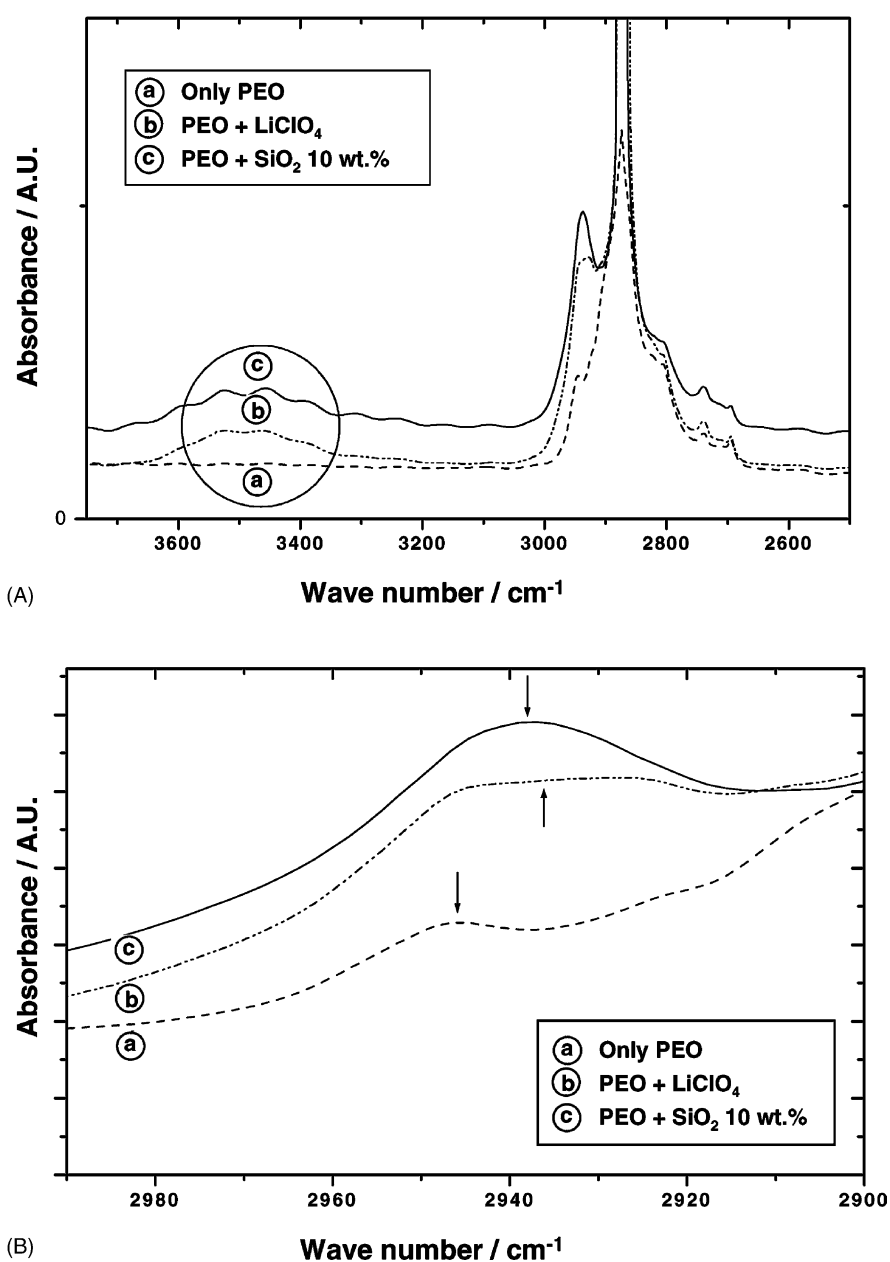 ⓐ Only PEO
ⓑ PEO + LiClO₄
ⓒ PEO + SiO₂ 10 wt.%
Absorbance / A.U.
ⓒ
ⓑ
ⓐ
0
3600 3400 3200 3000 2800 2600
(A) Wave number / cm⁻¹
Absorbance / A.U.
ⓒ
ⓑ
ⓐ
ⓐ Only PEO
ⓑ PEO + LiClO₄
ⓒ PEO + SiO₂ 10 wt.%
2980 2960 2940 2920 2900
(B) Wave number / cm⁻¹